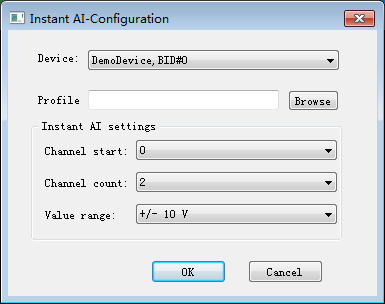 Instant AI-Configuration
Device: DemoDevice,BID#0
Profile Browse
Instant AI settings
Channel start: 0
Channel count: 2
Value range: +/- 10 V
OK Cancel